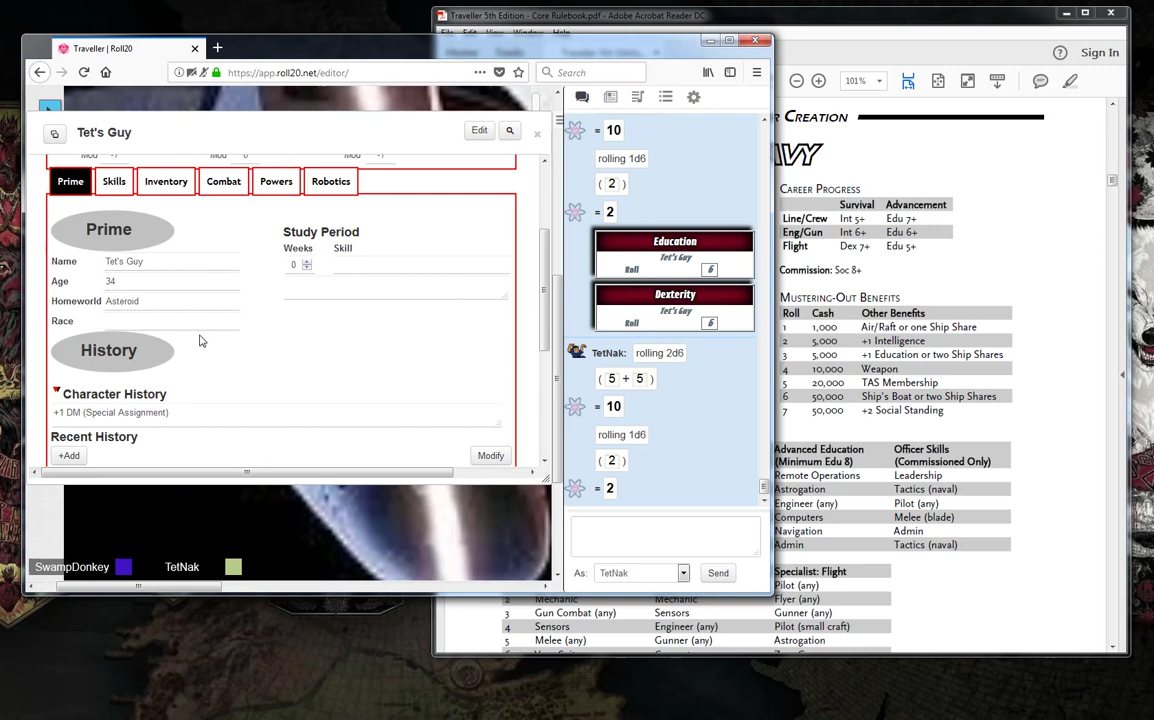 Traveller 5th Edition - Core Rulebook.pdf - Adobe Acrobat Reader DC
Traveller | Roll20
https://app.roll20.net/editor/
Search
101%
Sign In
Tet's Guy
Edit
Prime
Skills
Inventory
Combat
Powers
Robotics
Prime
Name Tet's Guy
Age 34
Homeworld Asteroid
Race
Study Period
Weeks Skill
0
History
Character History
+1 DM (Special Assignment)
Recent History
+Add
Modify
= 10
rolling 1d6
( 2 )
= 2
Education
Tet's Guy
Roll 6
Dexterity
Tet's Guy
Roll 6
TetNak: rolling 2d6
( 5 + 5 )
= 10
rolling 1d6
( 2 )
= 2
As: TetNak
Send
SwampDonkey
TetNak
CREATION
CAREER PROGRESS
Survival Advancement
Line/Crew Int 5+ Edu 7+
Eng/Gun Int 6+ Edu 6+
Flight Dex 7+ Edu 5+
Commission: Soc 8+
MUSTERING-OUT BENEFITS
Roll Cash Other Benefits
1 1,000 Air/Raft or one Ship Share
2 5,000 +1 Intelligence
3 5,000 +1 Education or two Ship Shares
4 10,000 Weapon
5 20,000 TAS Membership
6 50,000 Ship's Boat or two Ship Shares
7 50,000 +2 Social Standing
Advanced Education Officer Skills
(Minimum Edu 8) (Commissioned Only)
Remote Operations Leadership
Astrogation Tactics (naval)
Engineer (any) Pilot (any)
Computers Melee (blade)
Navigation Admin
Admin Tactics (naval)
Specialist: Flight
Pilot (any)
2 Mechanic Mechanic Flyer (any)
3 Gun Combat (any) Sensors Gunner (any)
4 Sensors Engineer (any) Pilot (small craft)
5 Melee (any) Gunner (any) Astrogation